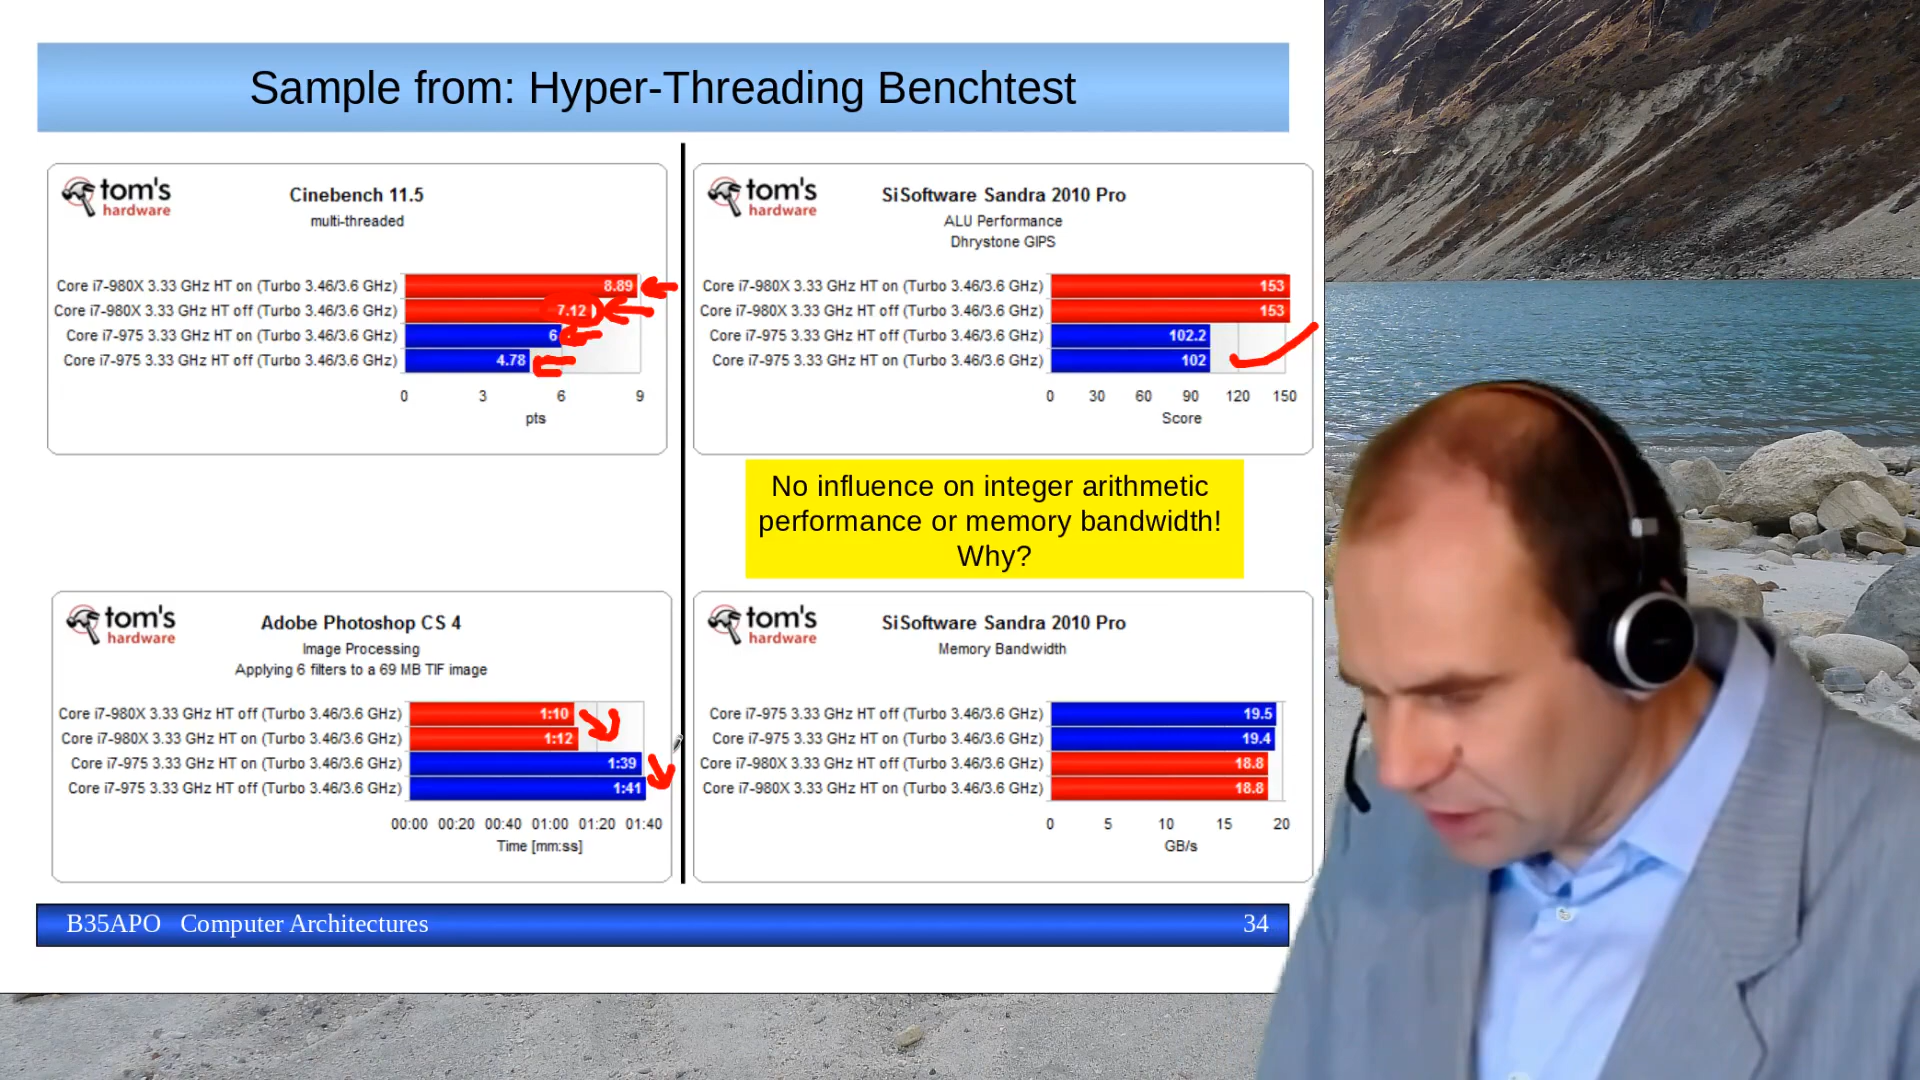 Sample from: Hyper-Threading Benchtest
tom's
hardware
Cinebench 11.5
multi-threaded
Core i7-980X 3.33 GHz HT on (Turbo 3.46/3.6 GHz) 8.89
Core i7-980X 3.33 GHz HT off (Turbo 3.46/3.6 GHz) 7.12
Core i7-975 3.33 GHz HT on (Turbo 3.46/3.6 GHz) 6
Core i7-975 3.33 GHz HT off (Turbo 3.46/3.6 GHz) 4.78
0 3 6 9
pts
tom's
hardware
SiSoftware Sandra 2010 Pro
ALU Performance
Dhrystone GIPS
Core i7-980X 3.33 GHz HT on (Turbo 3.46/3.6 GHz) 153
Core i7-980X 3.33 GHz HT off (Turbo 3.46/3.6 GHz) 153
Core i7-975 3.33 GHz HT off (Turbo 3.46/3.6 GHz) 102.2
Core i7-975 3.33 GHz HT on (Turbo 3.46/3.6 GHz) 102
0 30 60 90 120 150
Score
No influence on integer arithmetic
performance or memory bandwidth!
Why?
tom's
hardware
Adobe Photoshop CS 4
Image Processing
Applying 6 filters to a 69 MB TIF image
Core i7-980X 3.33 GHz HT off (Turbo 3.46/3.6 GHz) 1:10
Core i7-980X 3.33 GHz HT on (Turbo 3.46/3.6 GHz) 1:12
Core i7-975 3.33 GHz HT on (Turbo 3.46/3.6 GHz) 1:39
Core i7-975 3.33 GHz HT off (Turbo 3.46/3.6 GHz) 1:41
00:00 00:20 00:40 01:00 01:20 01:40
Time [mm:ss]
tom's
hardware
SiSoftware Sandra 2010 Pro
Memory Bandwidth
Core i7-975 3.33 GHz HT off (Turbo 3.46/3.6 GHz) 19.5
Core i7-975 3.33 GHz HT on (Turbo 3.46/3.6 GHz) 19.4
Core i7-980X 3.33 GHz HT off (Turbo 3.46/3.6 GHz) 18.8
Core i7-980X 3.33 GHz HT on (Turbo 3.46/3.6 GHz) 18.8
0 5 10 15 20
GB/s
B35APO Computer Architectures 34